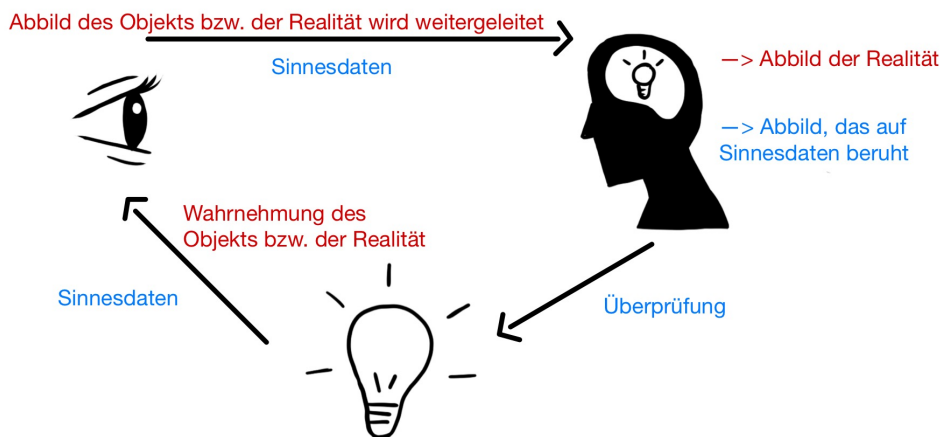 Abbild des Objekts bzw. der Realität wird weitergeleitet
Sinnesdaten
—> Abbild der Realität
—> Abbild, das auf
Sinnesdaten beruht
Wahrnehmung des
Objekts bzw. der Realität
Sinnesdaten
Überprüfung